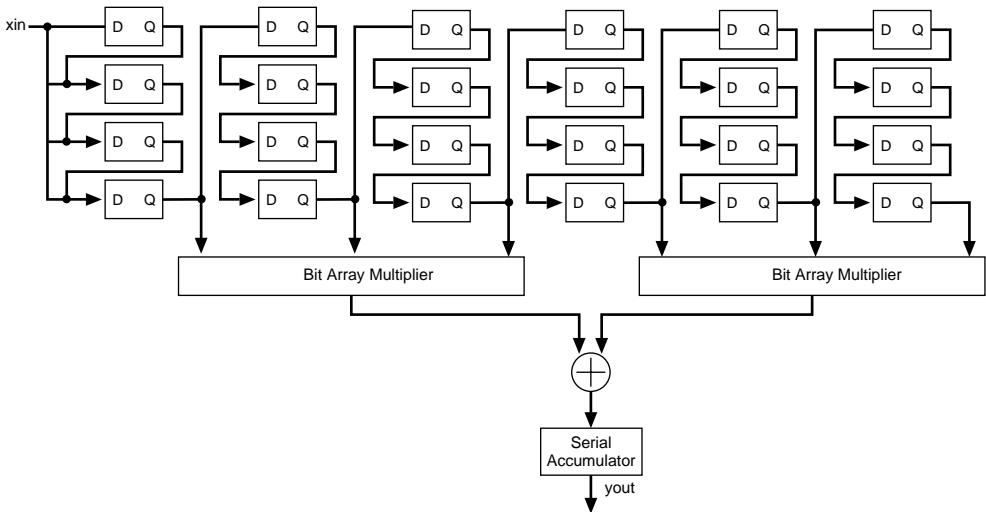 xin
D Q D Q D Q D Q D Q D Q
D Q D Q D Q D Q D Q D Q
D Q D Q D Q D Q D Q D Q
D Q D Q D Q D Q D Q D Q
Bit Array Multiplier
Bit Array Multiplier
Serial
Accumulator
yout